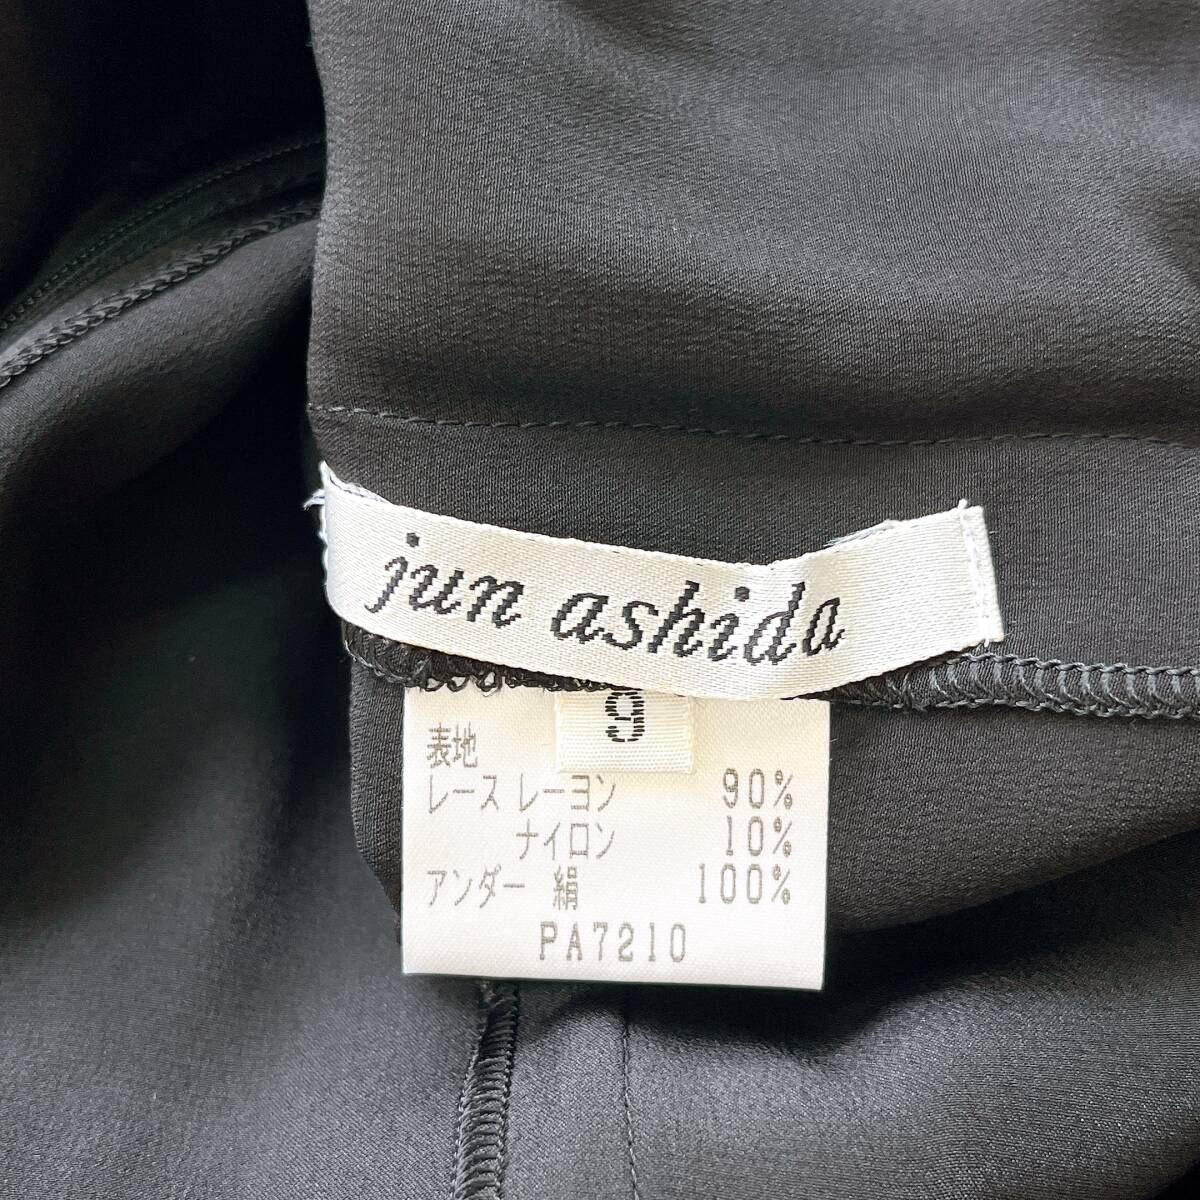 jun ashida
9
表地
レース レーヨン 90%
ナイロン 10%
アンダー 絹 100%
PA7210